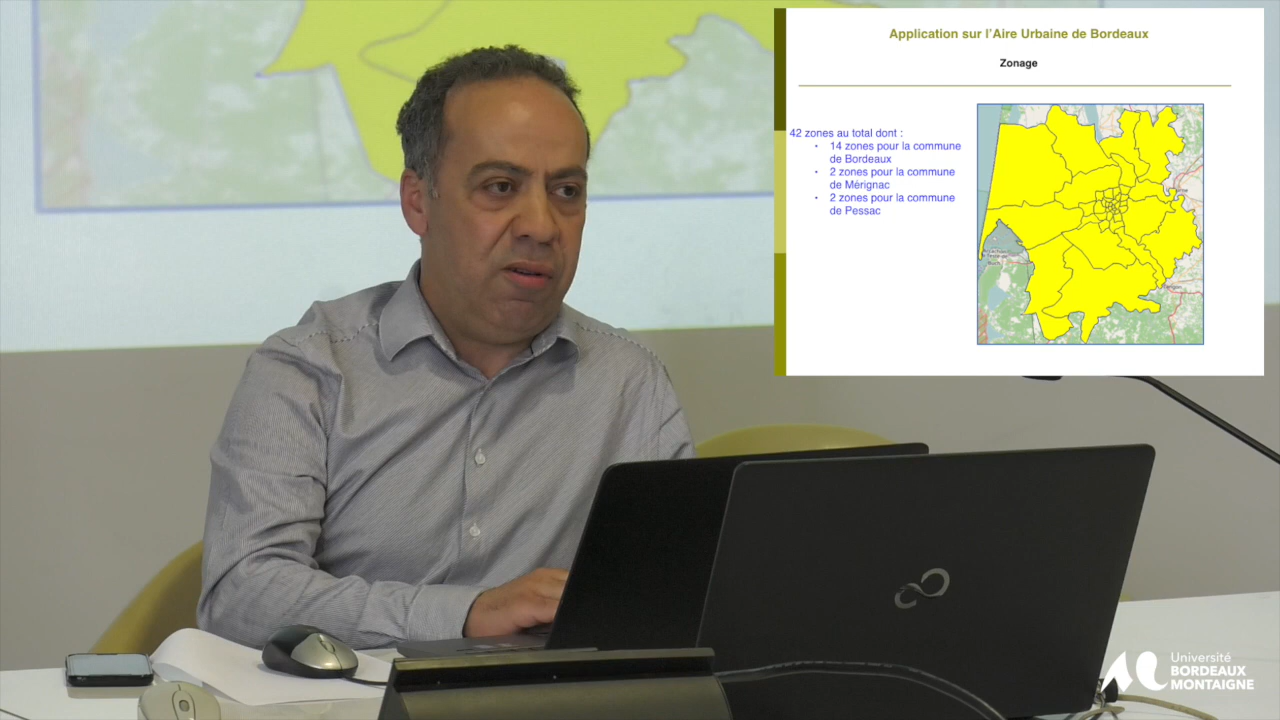 Application sur l'Aire Urbaine de Bordeaux
Zonage
42 zones au total dont :
• 14 zones pour la commune
de Bordeaux
• 2 zones pour la commune
de Mérignac
• 2 zones pour la commune
de Pessac
Université
BORDEAUX
MONTAIGNE